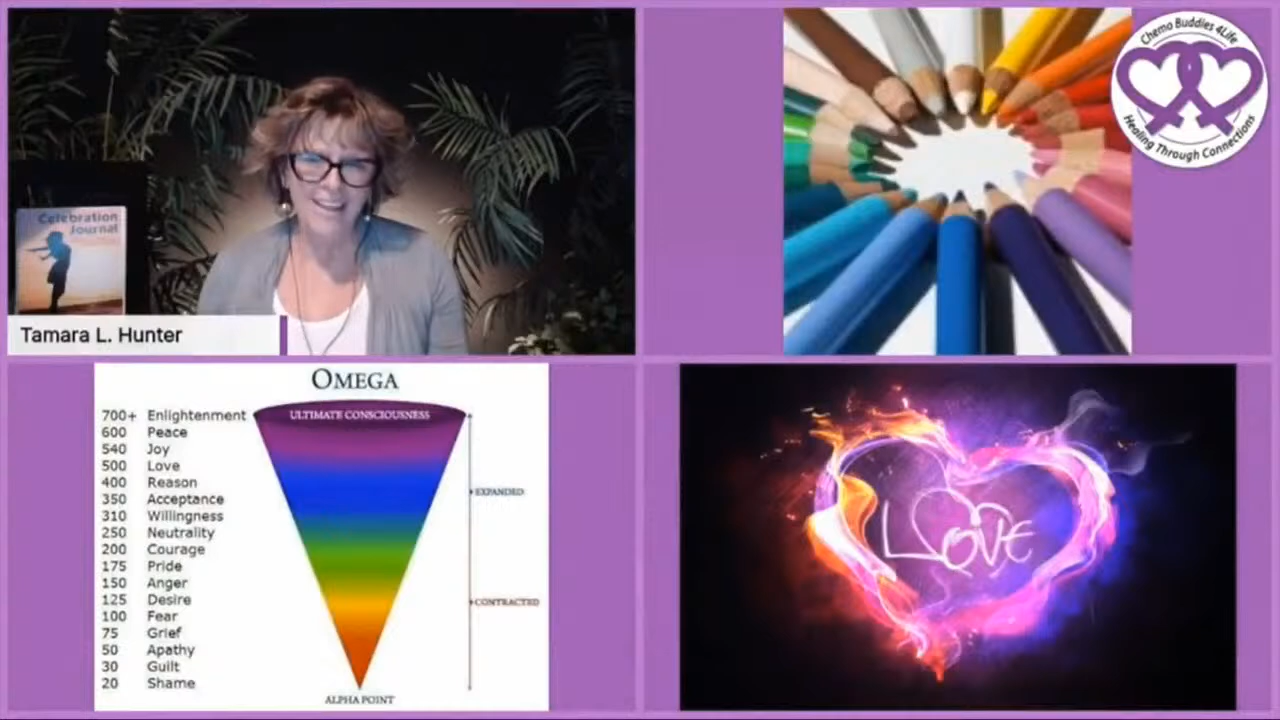 Celebration
Journal
Tamara L. Hunter
Chemo Buddies 4Life
Healing Through Connections
OMEGA
ULTIMATE CONSCIOUSNESS
700+ Enlightenment
600 Peace
540 Joy
500 Love
400 Reason
350 Acceptance
310 Willingness
250 Neutrality
200 Courage
175 Pride
150 Anger
125 Desire
100 Fear
75 Grief
50 Apathy
30 Guilt
20 Shame
EXPANDED
CONTRACTED
ALPHA POINT
LOVE